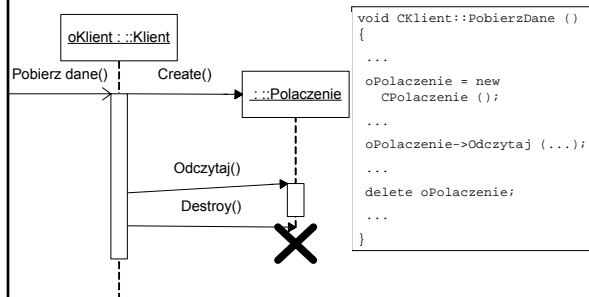 oKlient : ::Klient
Pobierz dane()
Create()
: ::Polaczenie
Odczytaj()
Destroy()
void CKlient::PobierzDane ()
{
...
oPolaczenie = new
CPolaczenie ();
...
oPolaczenie->Odczytaj (...);
...
delete oPolaczenie;
...
}